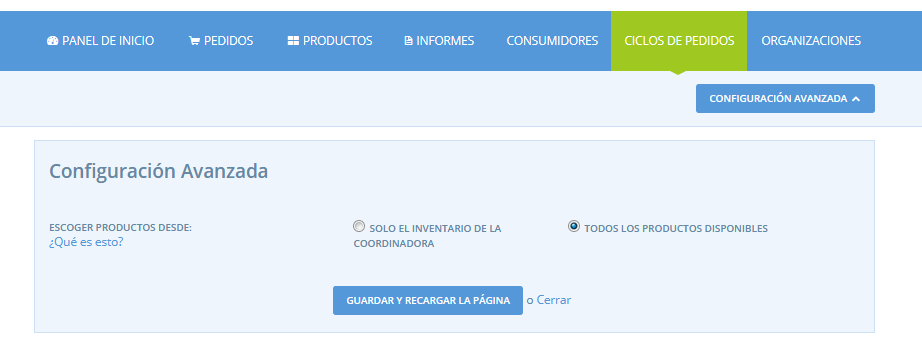 PANEL DE INICIO PEDIDOS PRODUCTOS INFORMES CONSUMIDORES CICLOS DE PEDIDOS ORGANIZACIONES
CONFIGURACIÓN AVANZADA
Configuración Avanzada
ESCOGER PRODUCTOS DESDE:
¿Qué es esto?
SOLO EL INVENTARIO DE LA
COORDINADORA
TODOS LOS PRODUCTOS DISPONIBLES
GUARDAR Y RECARGAR LA PÁGINA o Cerrar